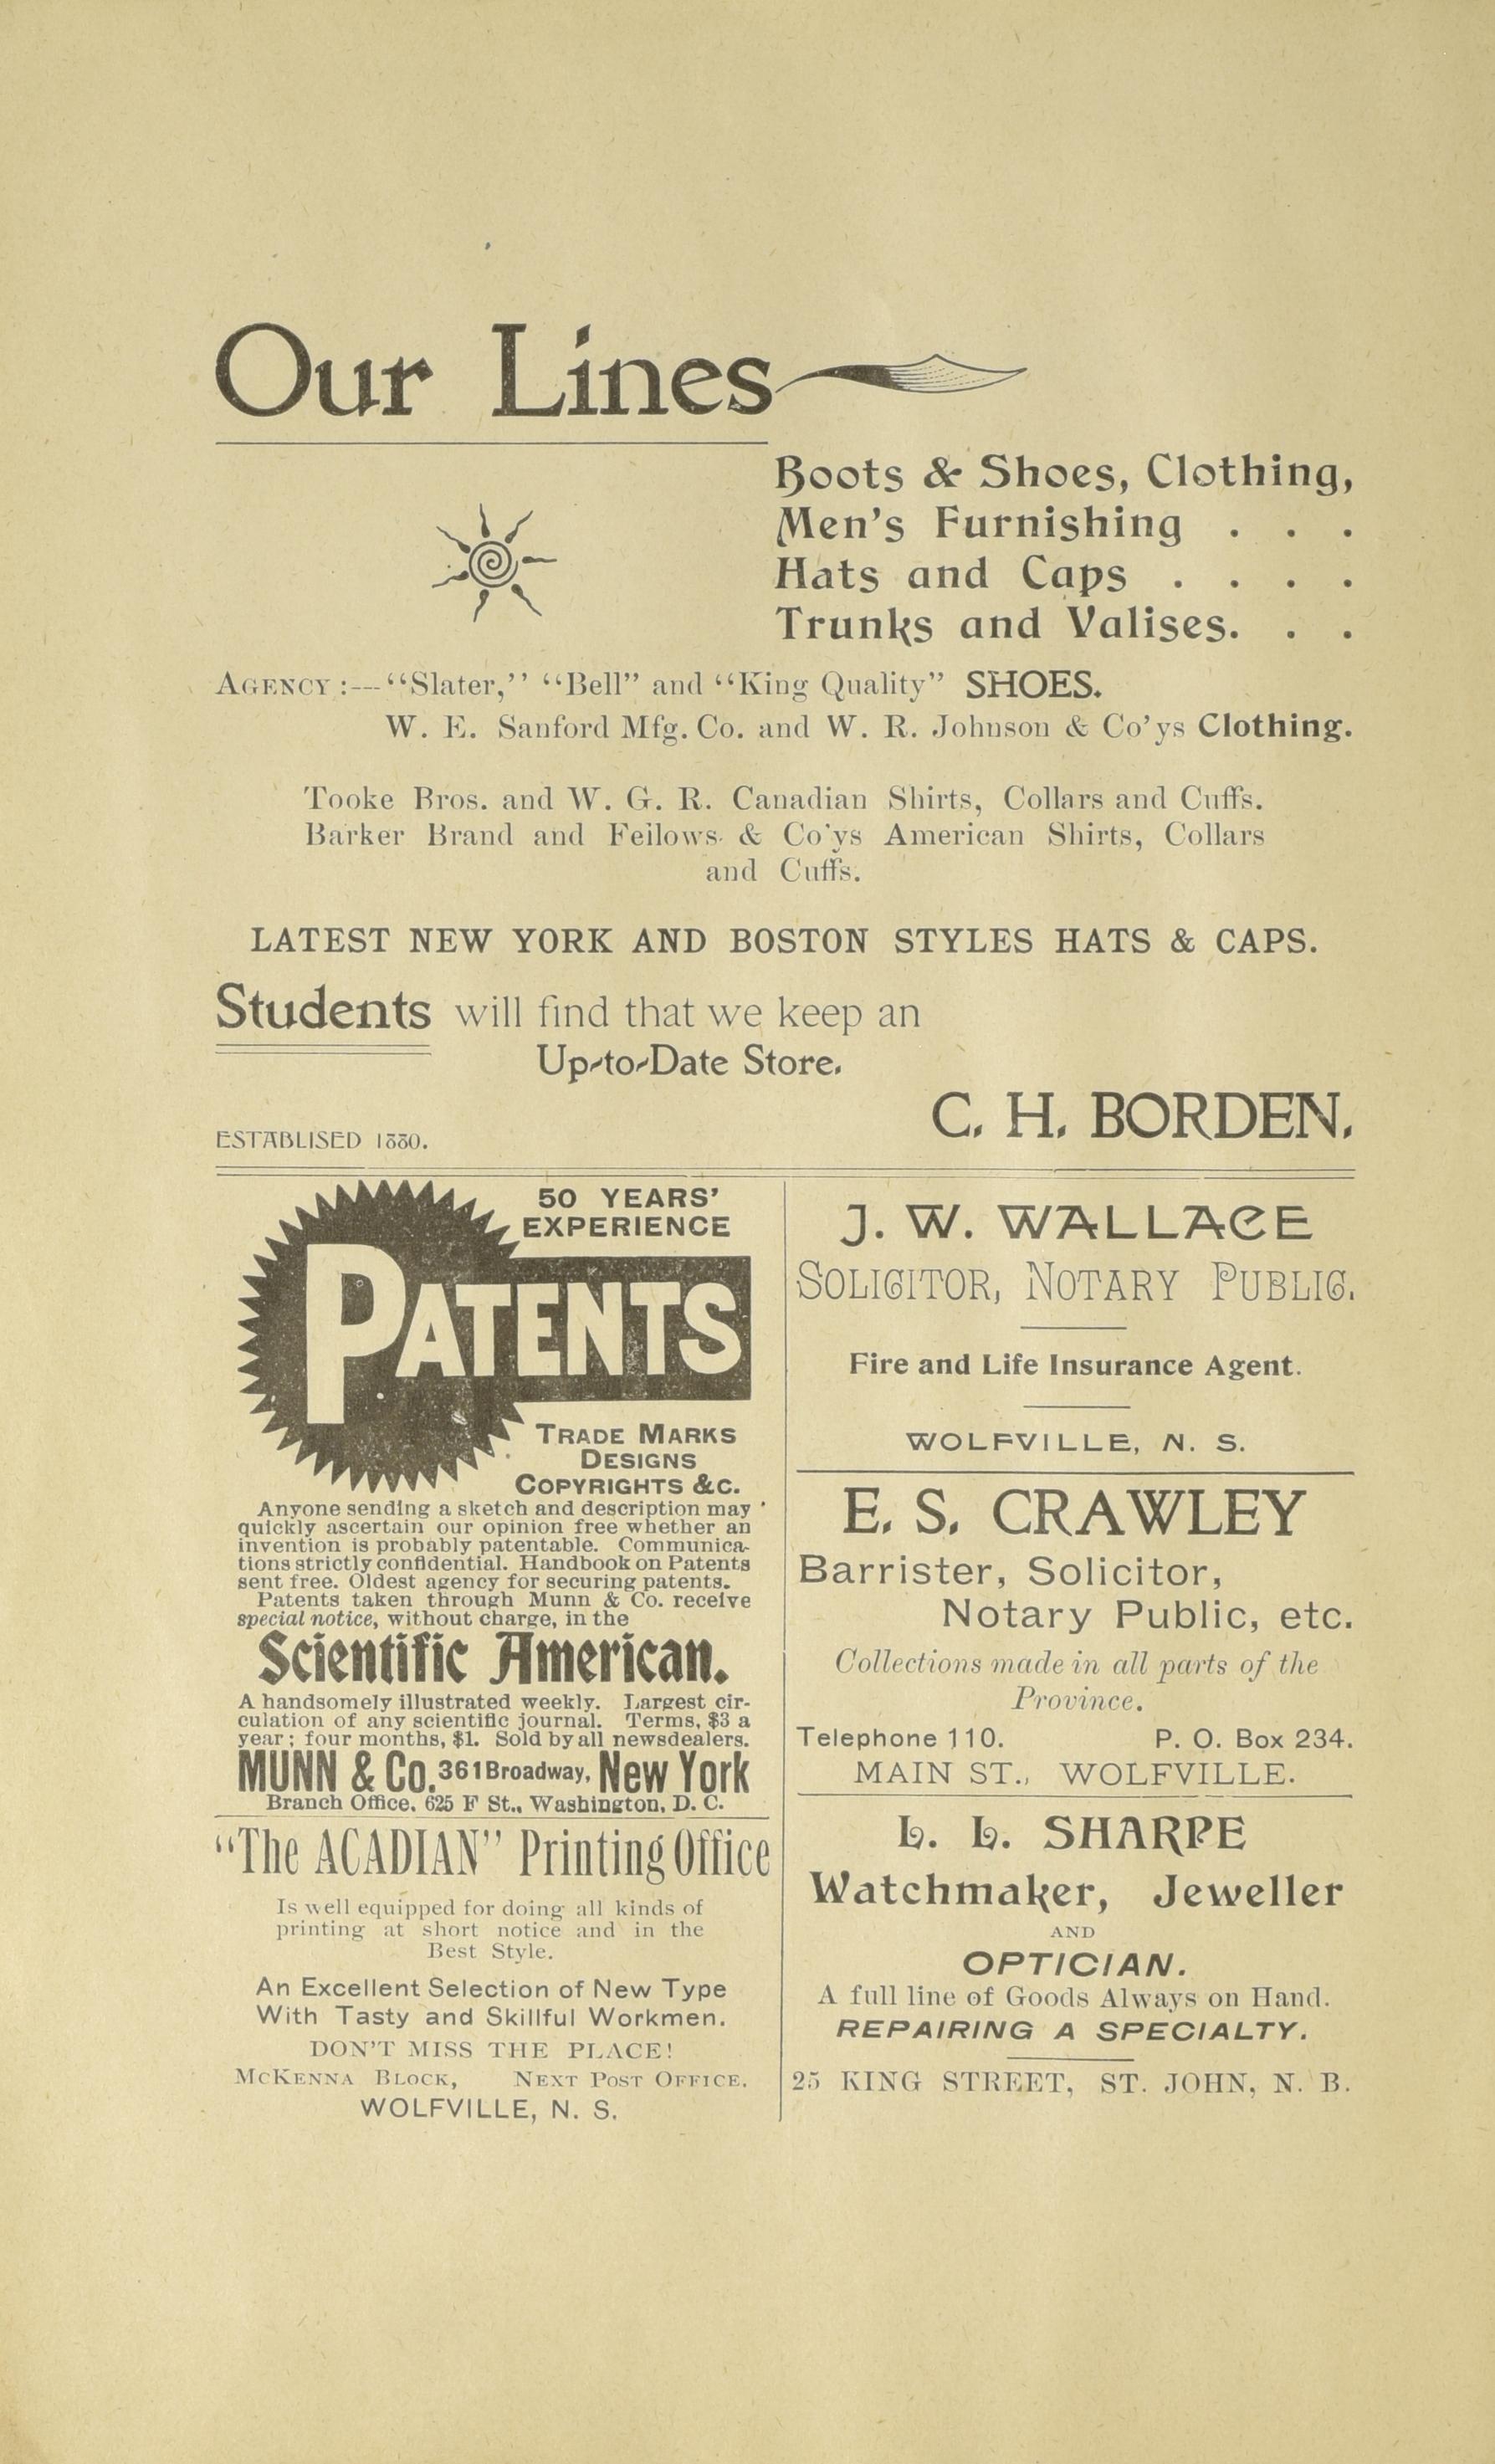 Our Lines
Boots & Shoes, Clothing,
Men's Furnishing . . .
Hats and Caps . . . .
Trunks and Valises. . .
AGENCY :---"Slater," "Bell" and "King Quality" SHOES.
W. E. Sanford Mfg. Co. and W. R. Johnson & Co'ys Clothing.
Tooke Bros. and W. G. R. Canadian Shirts, Collars and Cuffs.
Barker Brand and Feilows & Co'ys American Shirts, Collars
and Cuffs.
LATEST NEW YORK AND BOSTON STYLES HATS & CAPS.
Students will find that we keep an
Up-to-Date Store.
C. H. BORDEN.
ESTABLISED 1880.
50 YEARS'
EXPERIENCE
PATENTS
TRADE MARKS
DESIGNS
COPYRIGHTS &C.
Anyone sending a sketch and description may
quickly ascertain our opinion free whether an
invention is probably patentable. Communica-
tions strictly confidential. Handbook on Patents
sent free. Oldest agency for securing patents.
Patents taken through Munn & Co. receive
special notice, without charge, in the
Scientific American.
A handsomely illustrated weekly. Largest cir-
culation of any scientific journal. Terms, $3 a
year; four months, $1. Sold by all newsdealers.
MUNN & Co. 361 Broadway, New York
Branch Office, 625 F St., Washington, D. C.
"The ACADIAN" Printing Office
Is well equipped for doing all kinds of
printing at short notice and in the
Best Style.
An Excellent Selection of New Type
With Tasty and Skillful Workmen.
DON'T MISS THE PLACE!
MCKENNA BLOCK, NEXT POST OFFICE.
WOLFVILLE, N. S.
J. W. WALLACE
SOLICITOR, NOTARY PUBLIC.
Fire and Life Insurance Agent.
WOLFVILLE, N. S.
E. S. CRAWLEY
Barrister, Solicitor,
Notary Public, etc.
Collections made in all parts of the
Province.
Telephone 110. P. O. Box 234.
MAIN ST., WOLFVILLE.
L. L. SHARPE
Watchmaker, Jeweller
AND
OPTICIAN.
A full line of Goods Always on Hand.
REPAIRING A SPECIALTY.
25 KING STREET, ST. JOHN, N. B.